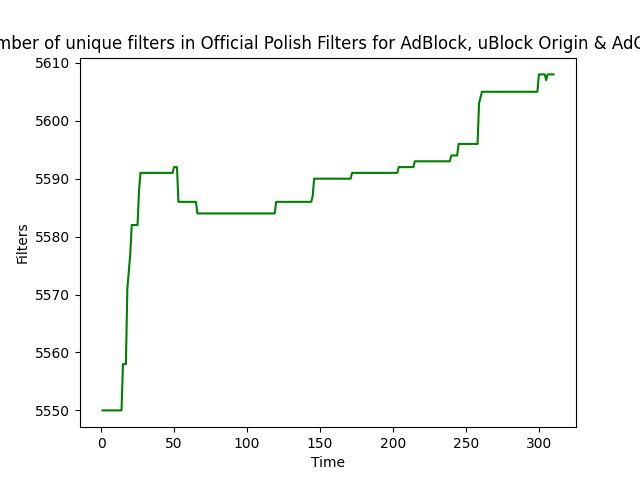 mber of unique filters in Official Polish Filters for AdBlock, uBlock Origin & AdG
5610
5600
5590
5580
5570
5560
5550
Filters
0 50 100 150 200 250 300
Time